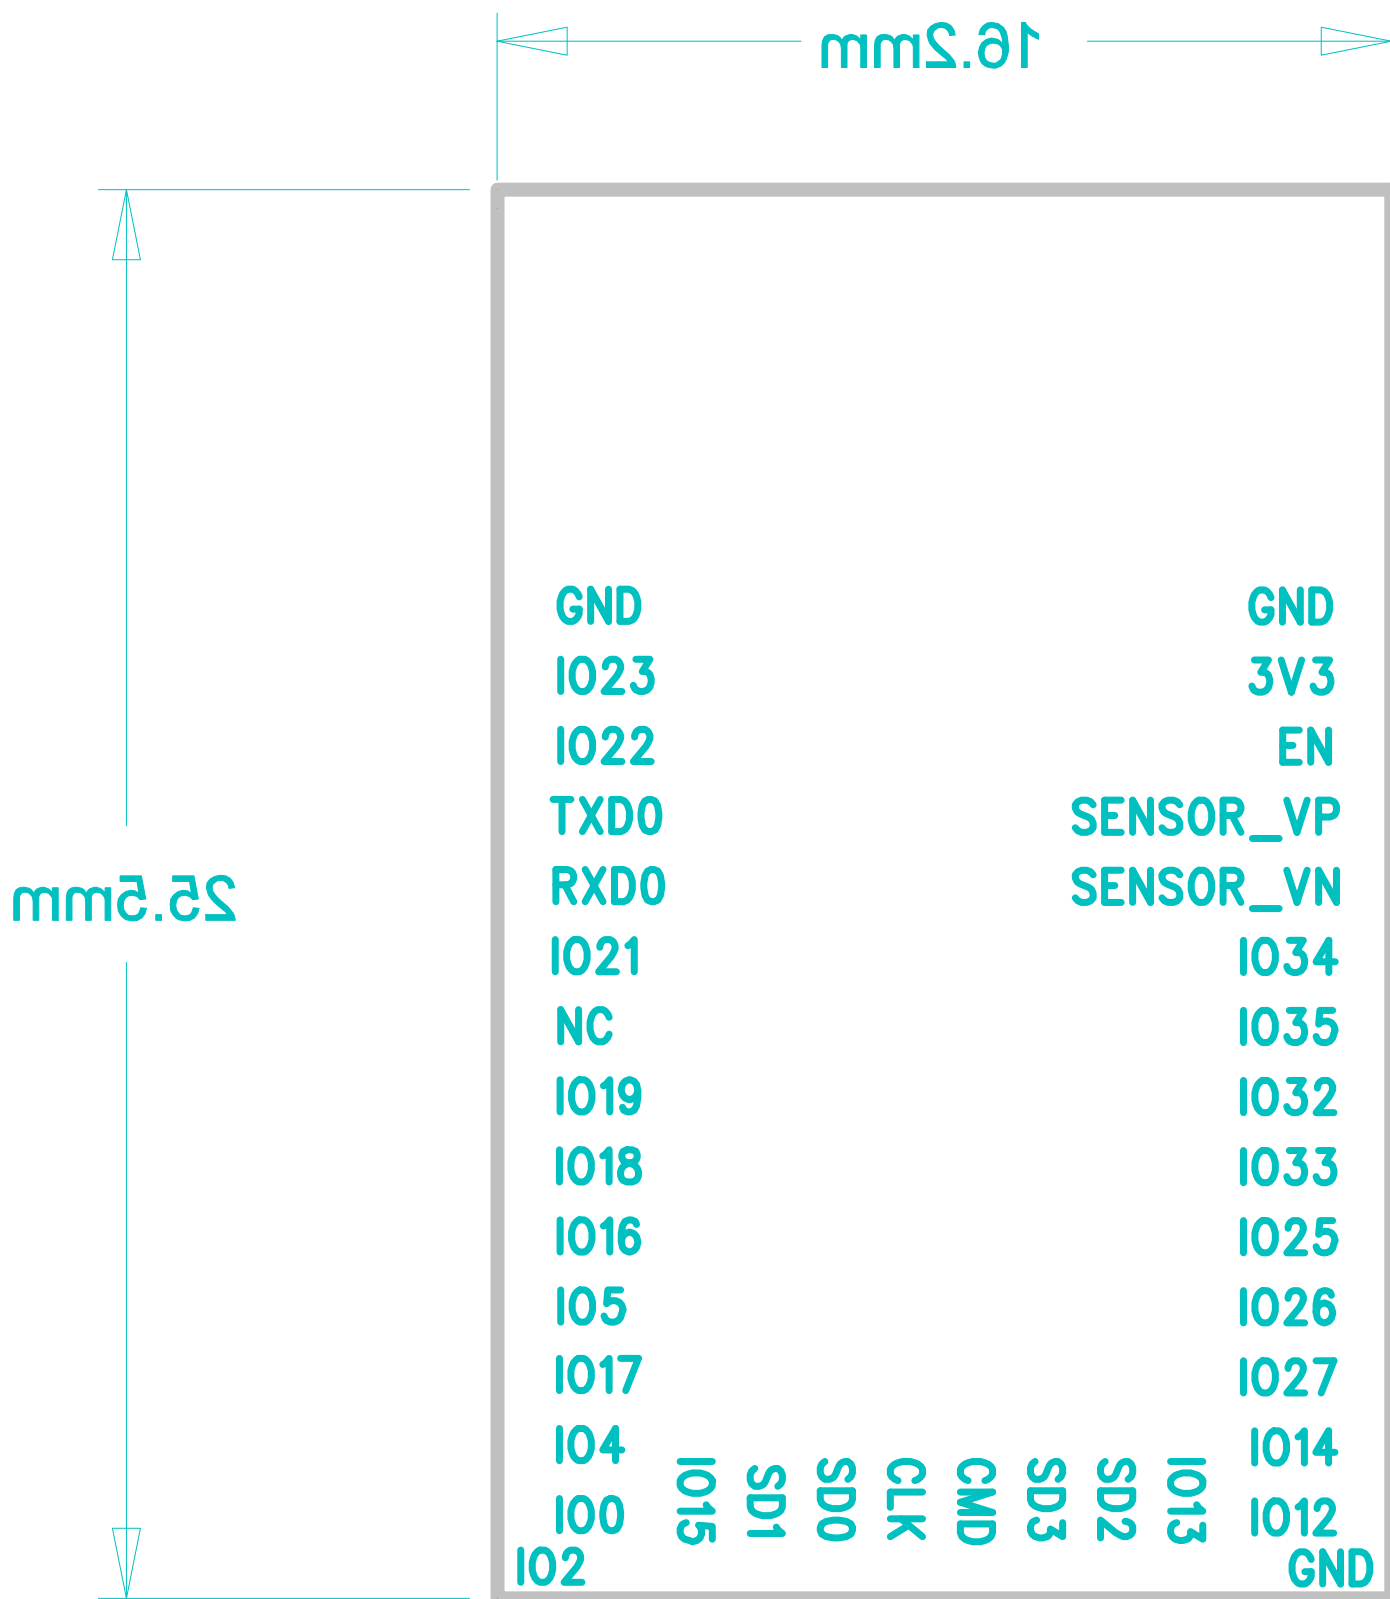 16.2mm
25.5mm
GND
IO23
IO22
TXD0
RXD0
IO21
NC
IO19
IO18
IO16
IO5
IO17
IO4
IO0
IO2
IO15
SD1
SD0
CLK
CMD
SD3
SD2
IO13
GND
3V3
EN
SENSOR_VP
SENSOR_VN
IO34
IO35
IO32
IO33
IO25
IO26
IO27
IO14
IO12
GND